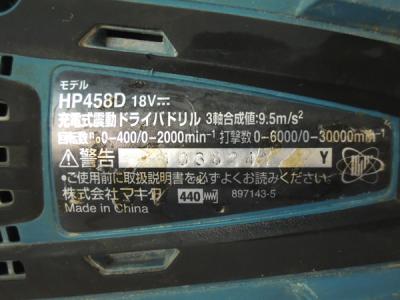 モデル
HP458D 18V⎓
充電式震動ドライバドリル 3軸合成値:9.5m/s²
回転数n₀0-400/0-2000min⁻¹ 打撃数 0-6000/0-30000min⁻¹
⚠警告 Y
●ご使用前に取扱説明書を必ずよくお読みください。
株式会社マキタ 440 897143-5
Made in China